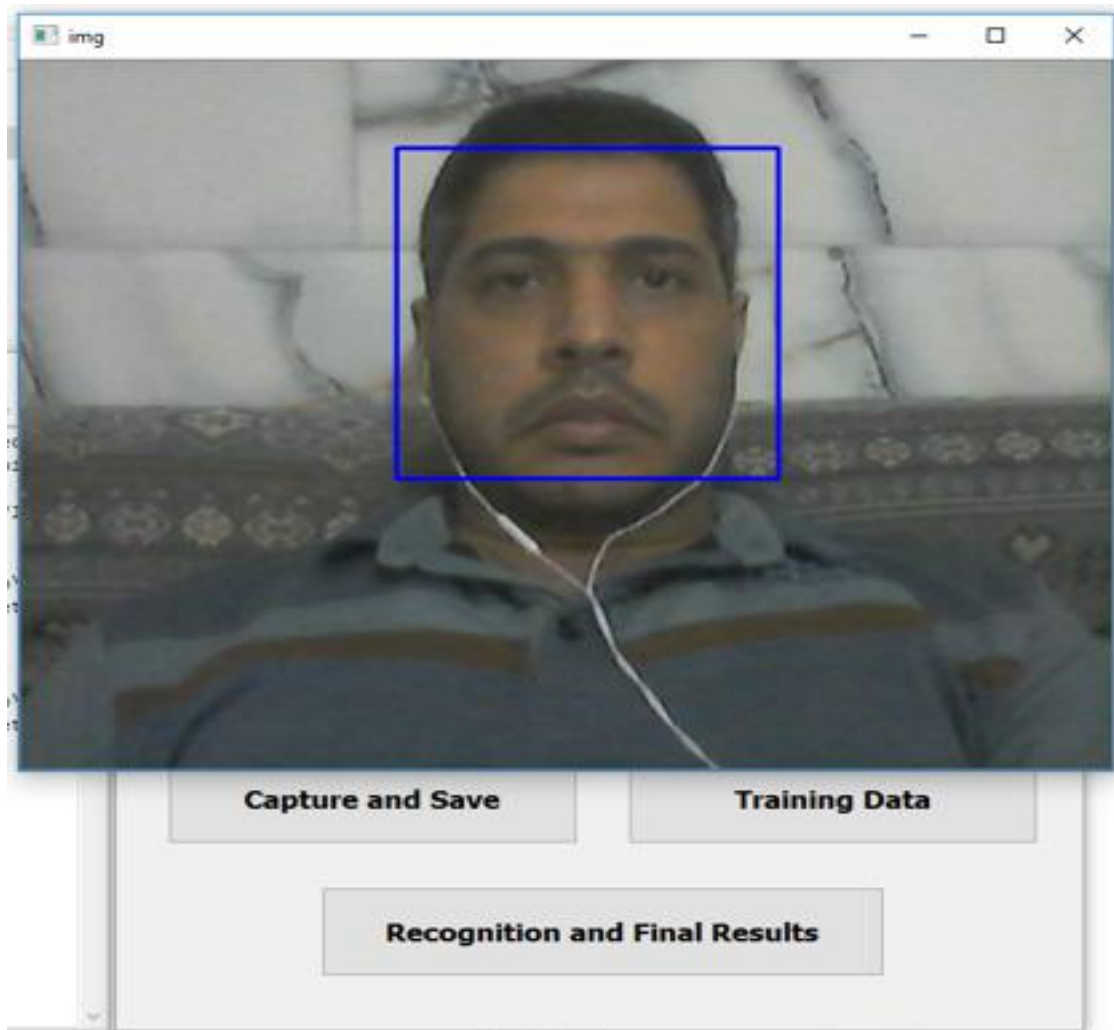 img
Capture and Save
Training Data
Recognition and Final Results